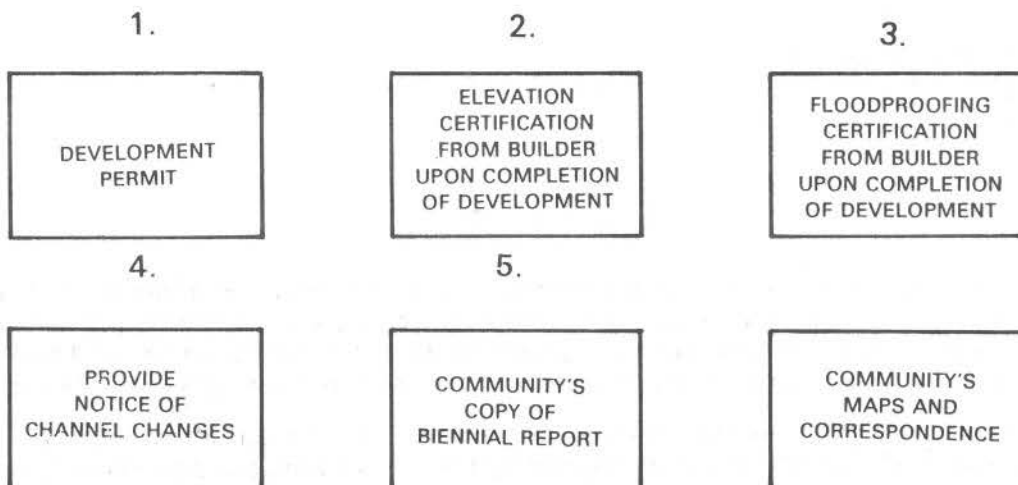 1.
DEVELOPMENT
PERMIT
2.
ELEVATION
CERTIFICATION
FROM BUILDER
UPON COMPLETION
OF DEVELOPMENT
3.
FLOODPROOFING
CERTIFICATION
FROM BUILDER
UPON COMPLETION
OF DEVELOPMENT
4.
PROVIDE
NOTICE OF
CHANNEL CHANGES
5.
COMMUNITY'S
COPY OF
BIENNIAL REPORT
COMMUNITY'S
MAPS AND
CORRESPONDENCE